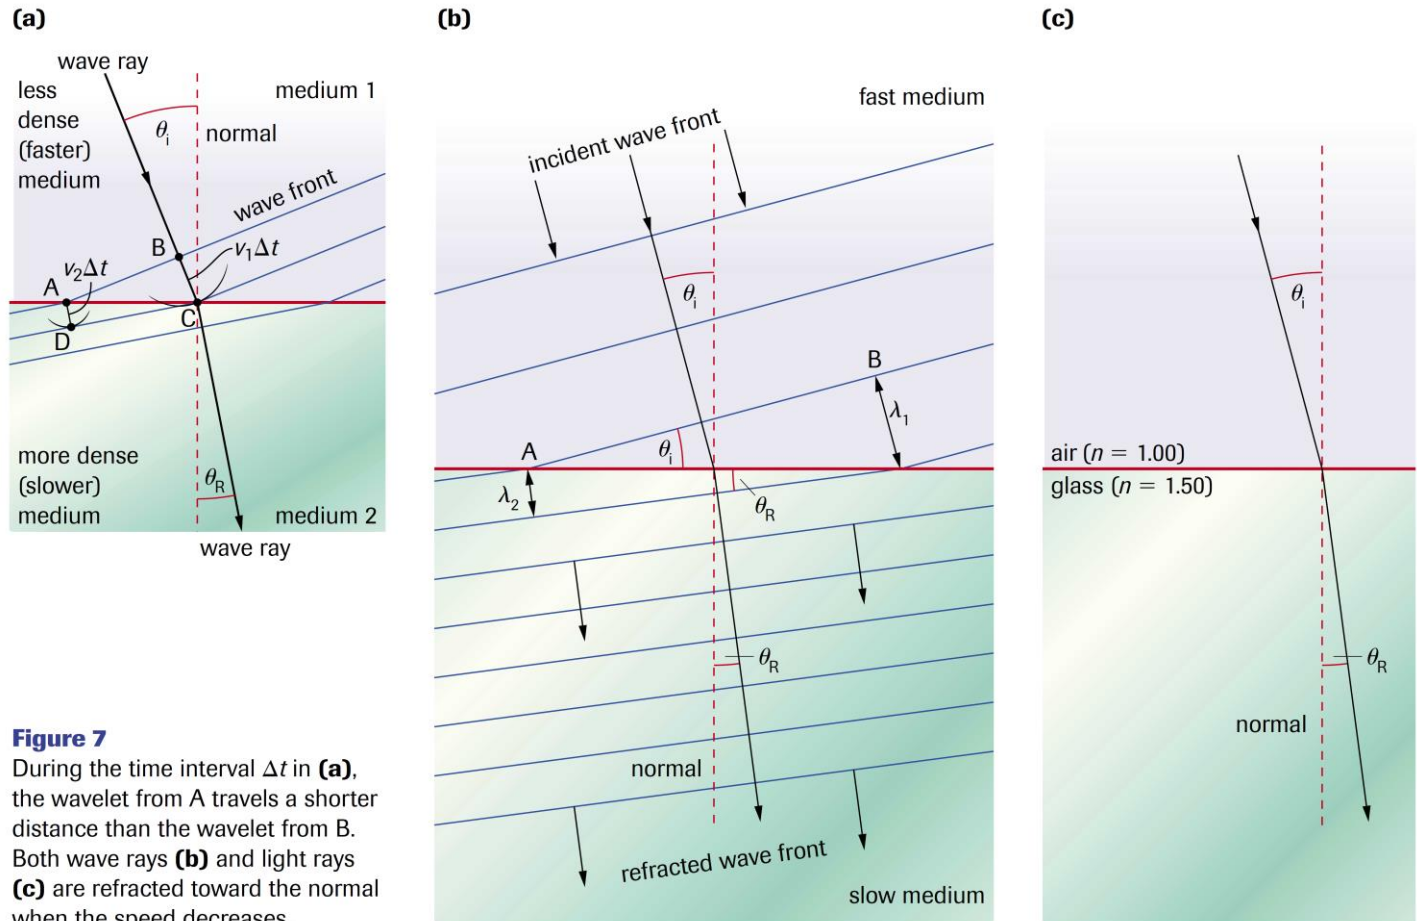 (a)
wave ray
less
dense
(faster)
medium
medium 1
θi
normal
wave front
B
v1Δt
v2Δt
A
C
D
more dense
(slower)
medium
θR
medium 2
wave ray
Figure 7
During the time interval Δt in (a),
the wavelet from A travels a shorter
distance than the wavelet from B.
Both wave rays (b) and light rays
(c) are refracted toward the normal
when the speed decreases
(b)
fast medium
incident wave front
θi
B
λ1
θi
A
λ2
θR
θR
normal
refracted wave front
slow medium
(c)
θi
air (n = 1.00)
glass (n = 1.50)
θR
normal